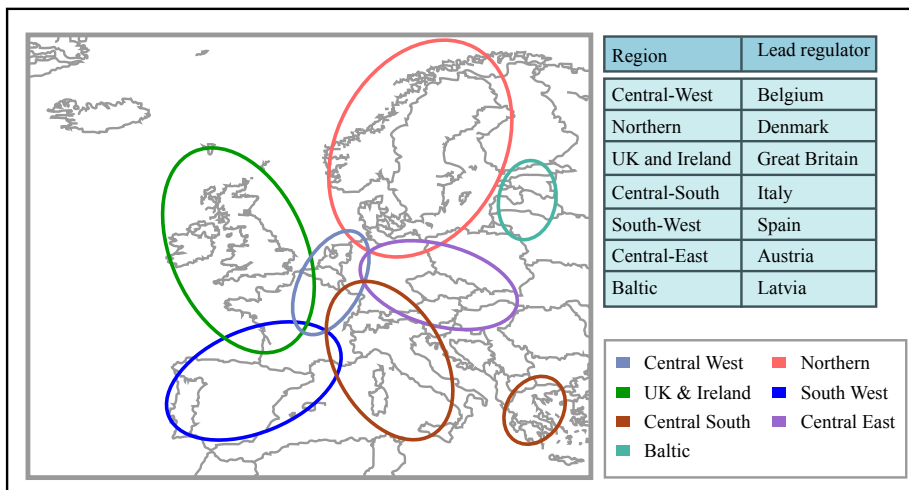 Region Lead regulator
Central-West Belgium
Northern Denmark
UK and Ireland Great Britain
Central-South Italy
South-West Spain
Central-East Austria
Baltic Latvia
Central West Northern
UK & Ireland South West
Central South Central East
Baltic